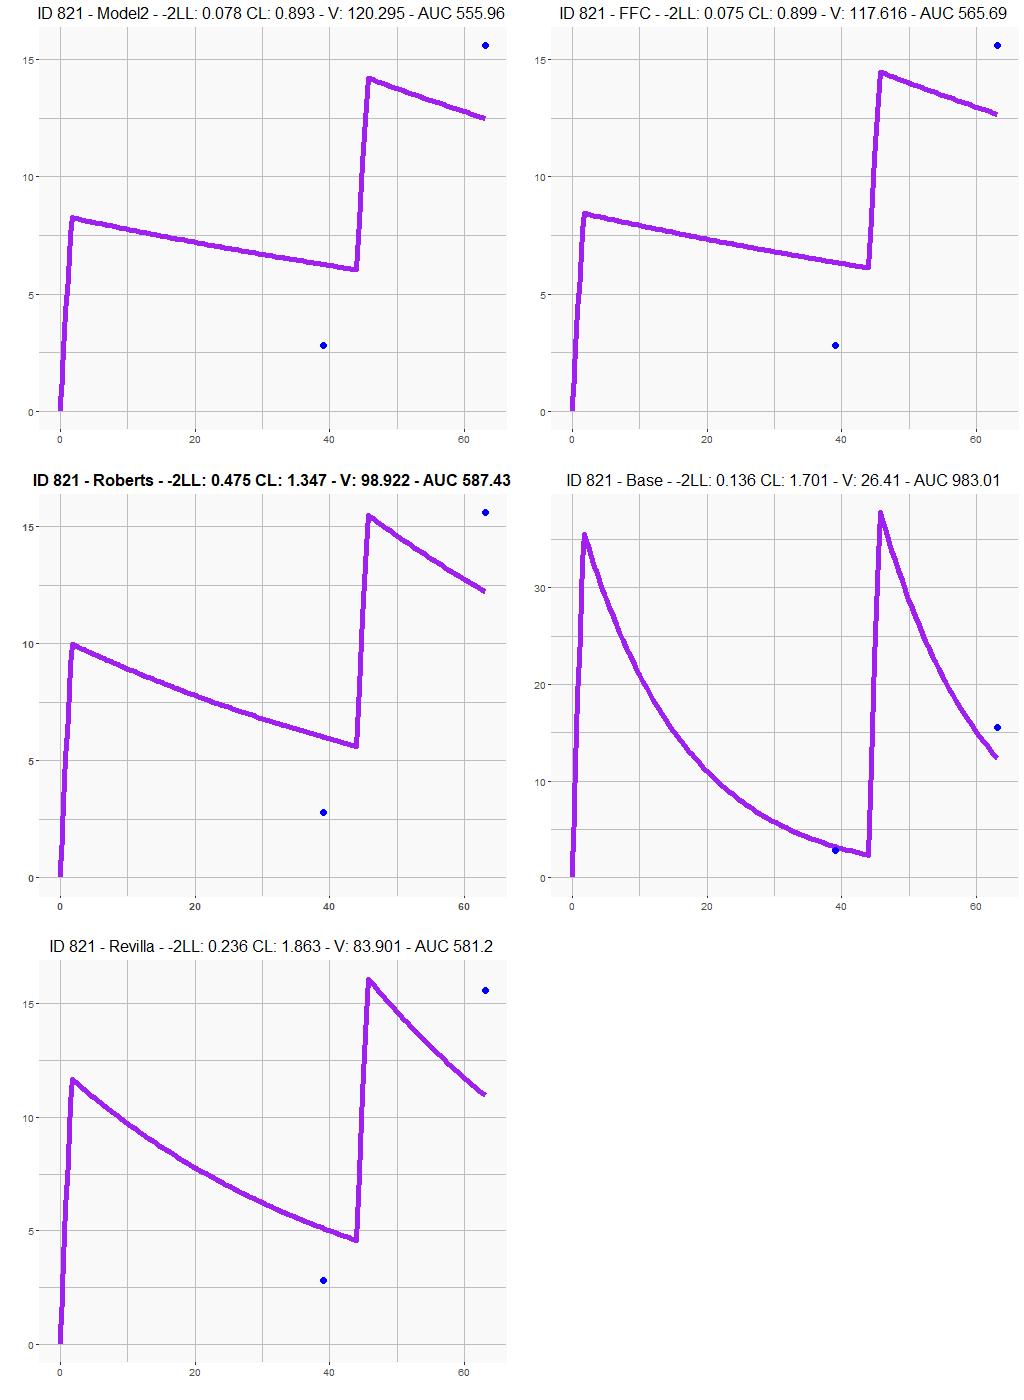 ID 821 - Model2 - -2LL: 0.078 CL: 0.893 - V: 120.295 - AUC 555.96
15
10
5
0
0 20 40 60
ID 821 - FFC - -2LL: 0.075 CL: 0.899 - V: 117.616 - AUC 565.69
15
10
5
0
0 20 40 60
ID 821 - Roberts - -2LL: 0.475 CL: 1.347 - V: 98.922 - AUC 587.43
15
10
5
0
0 20 40 60
ID 821 - Base - -2LL: 0.136 CL: 1.701 - V: 26.41 - AUC 983.01
30
20
10
0
0 20 40 60
ID 821 - Revilla - -2LL: 0.236 CL: 1.863 - V: 83.901 - AUC 581.2
15
10
5
0
0 20 40 60